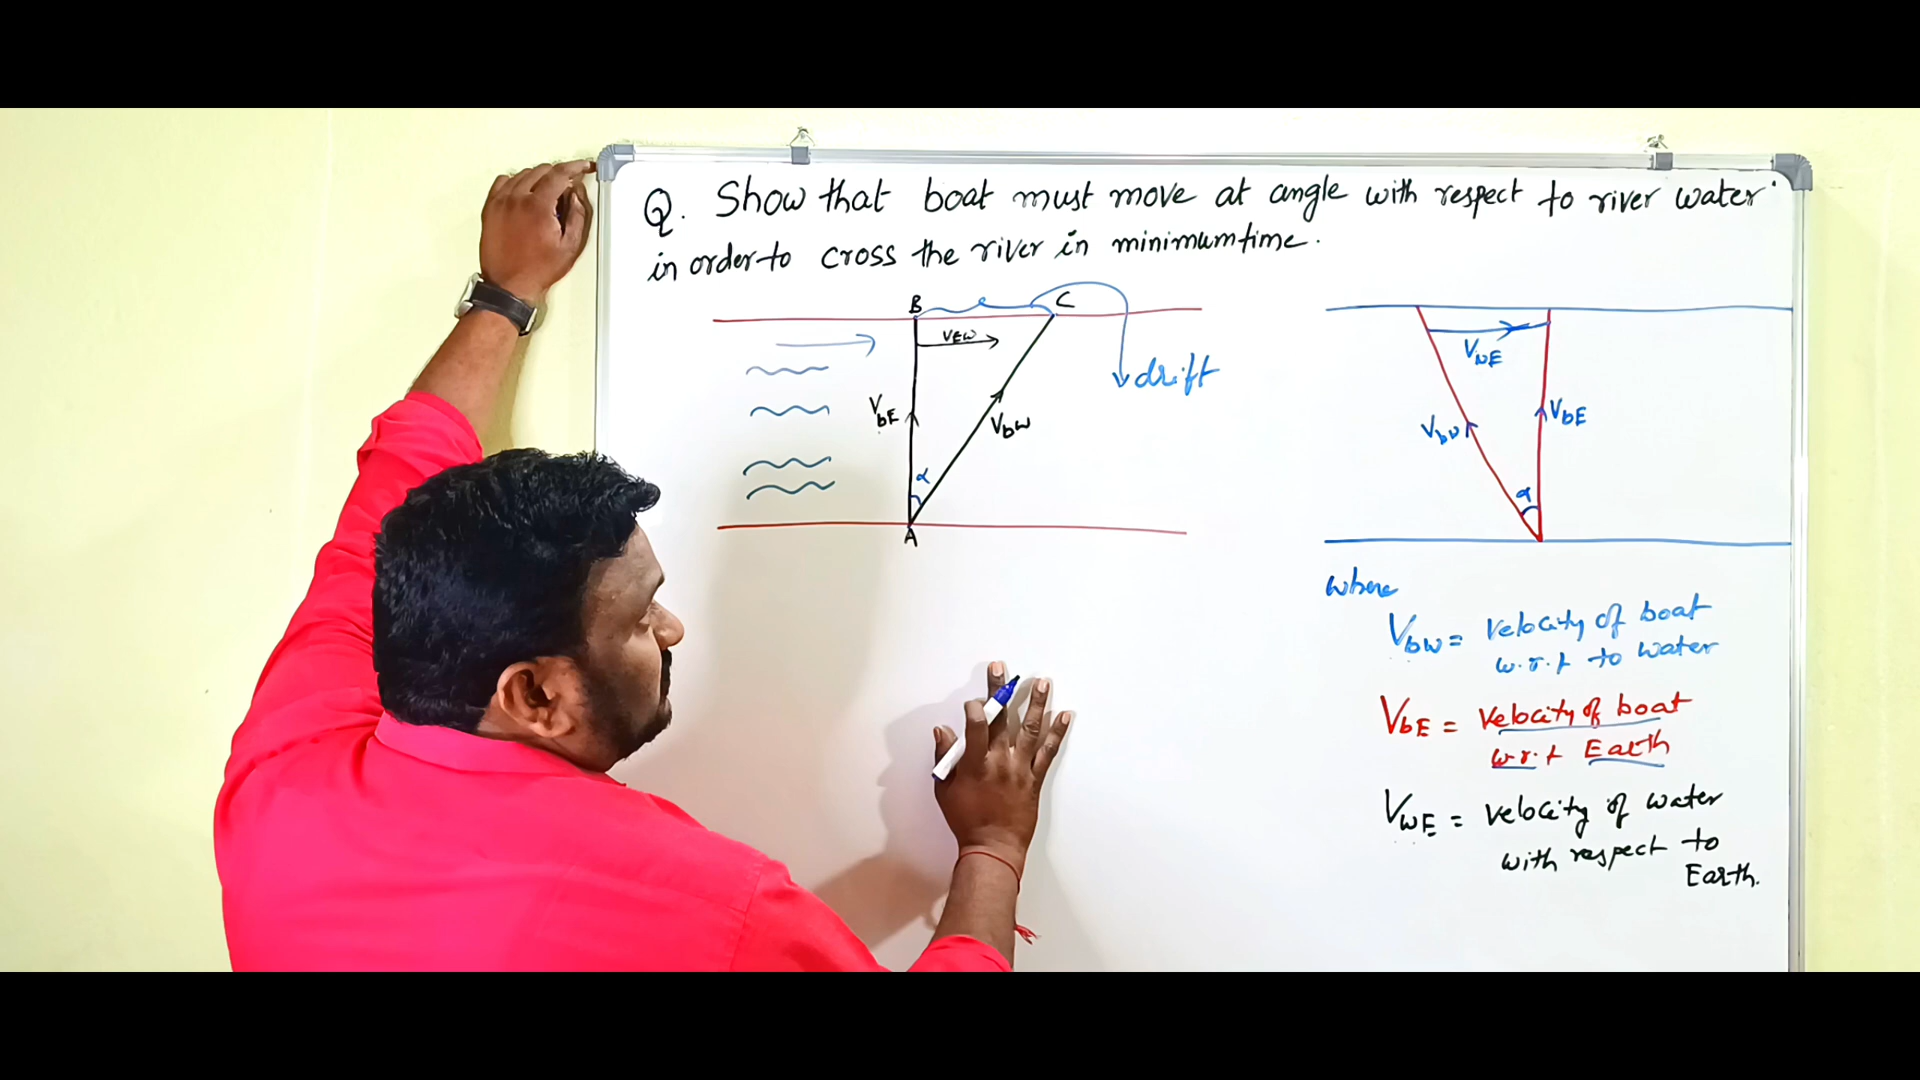 Q. Show that boat must move at angle with respect to river water
in order to cross the river in minimum time.
B
C
VEW
drift
VbE
VbW
α
A
VWE
VbE
α
where
VbW = velocity of boat
w.r.t to water
VbE = velocity of boat
w.r.t Earth
VWE = velocity of water
with respect to
Earth.